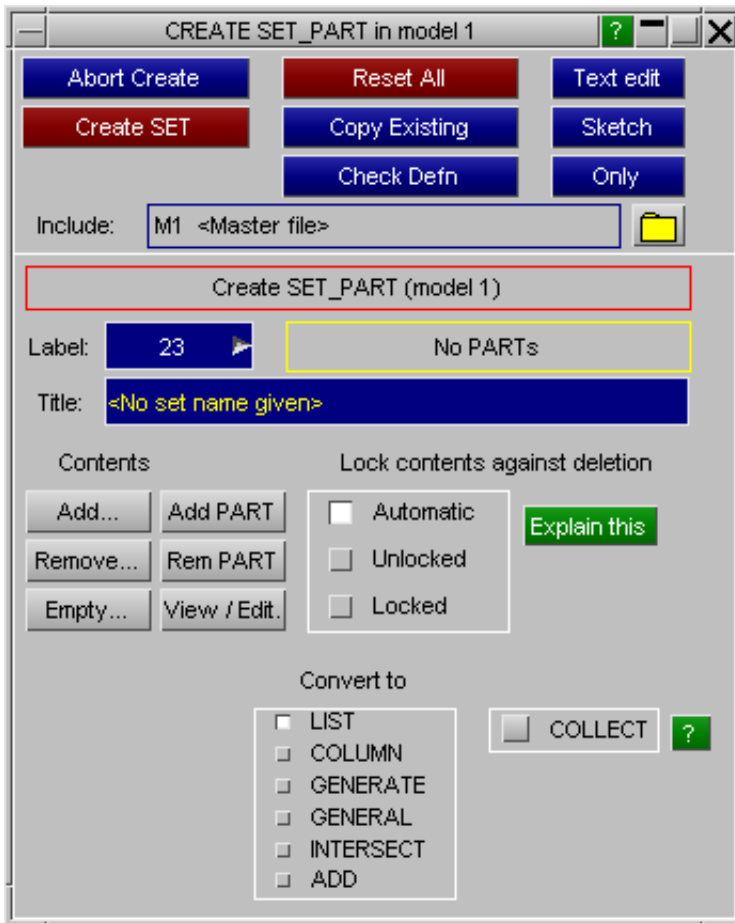 CREATE SET_PART in model 1 ?
Abort Create Reset All Text edit
Create SET Copy Existing Sketch
Check Defn Only
Include: M1 <Master file>
Create SET_PART (model 1)
Label: 23 No PARTs
Title: <No set name given>
Contents Lock contents against deletion
Add... Add PART Automatic Explain this
Remove... Rem PART Unlocked
Empty... View / Edit. Locked
Convert to
LIST COLLECT ?
COLUMN
GENERATE
GENERAL
INTERSECT
ADD